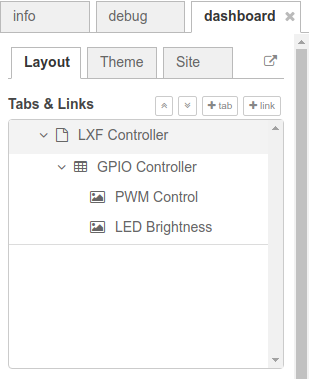 info debug dashboard
Layout Theme Site
Tabs & Links + tab + link
LXF Controller
GPIO Controller
PWM Control
LED Brightness